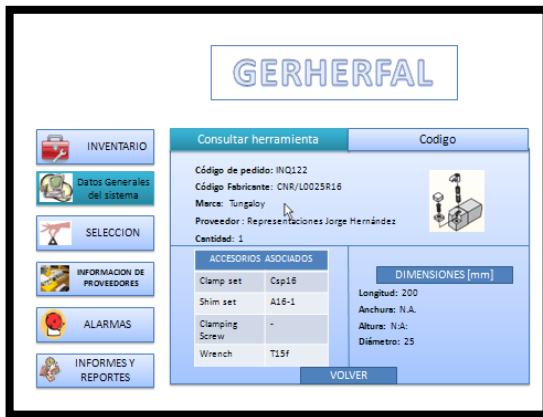 GERHERFAL
INVENTARIO
Datos Generales
del sistema
SELECCION
INFORMACION DE
PROVEEDORES
ALARMAS
INFORMES Y
REPORTES
Consultar herramienta
Codigo
Código de pedido: INQ122
Código Fabricante: CNR/L0025R16
Marca: Tungaloy
Proveedor : Representaciones Jorge Hernández
Cantidad: 1
ACCESORIOS ASOCIADOS
Clamp set Csp16
Shim set A16-1
Clamping
Screw -
Wrench T15f
DIMENSIONES [mm]
Longitud: 200
Anchura: N.A.
Altura: N:A:
Diámetro: 25
VOLVER